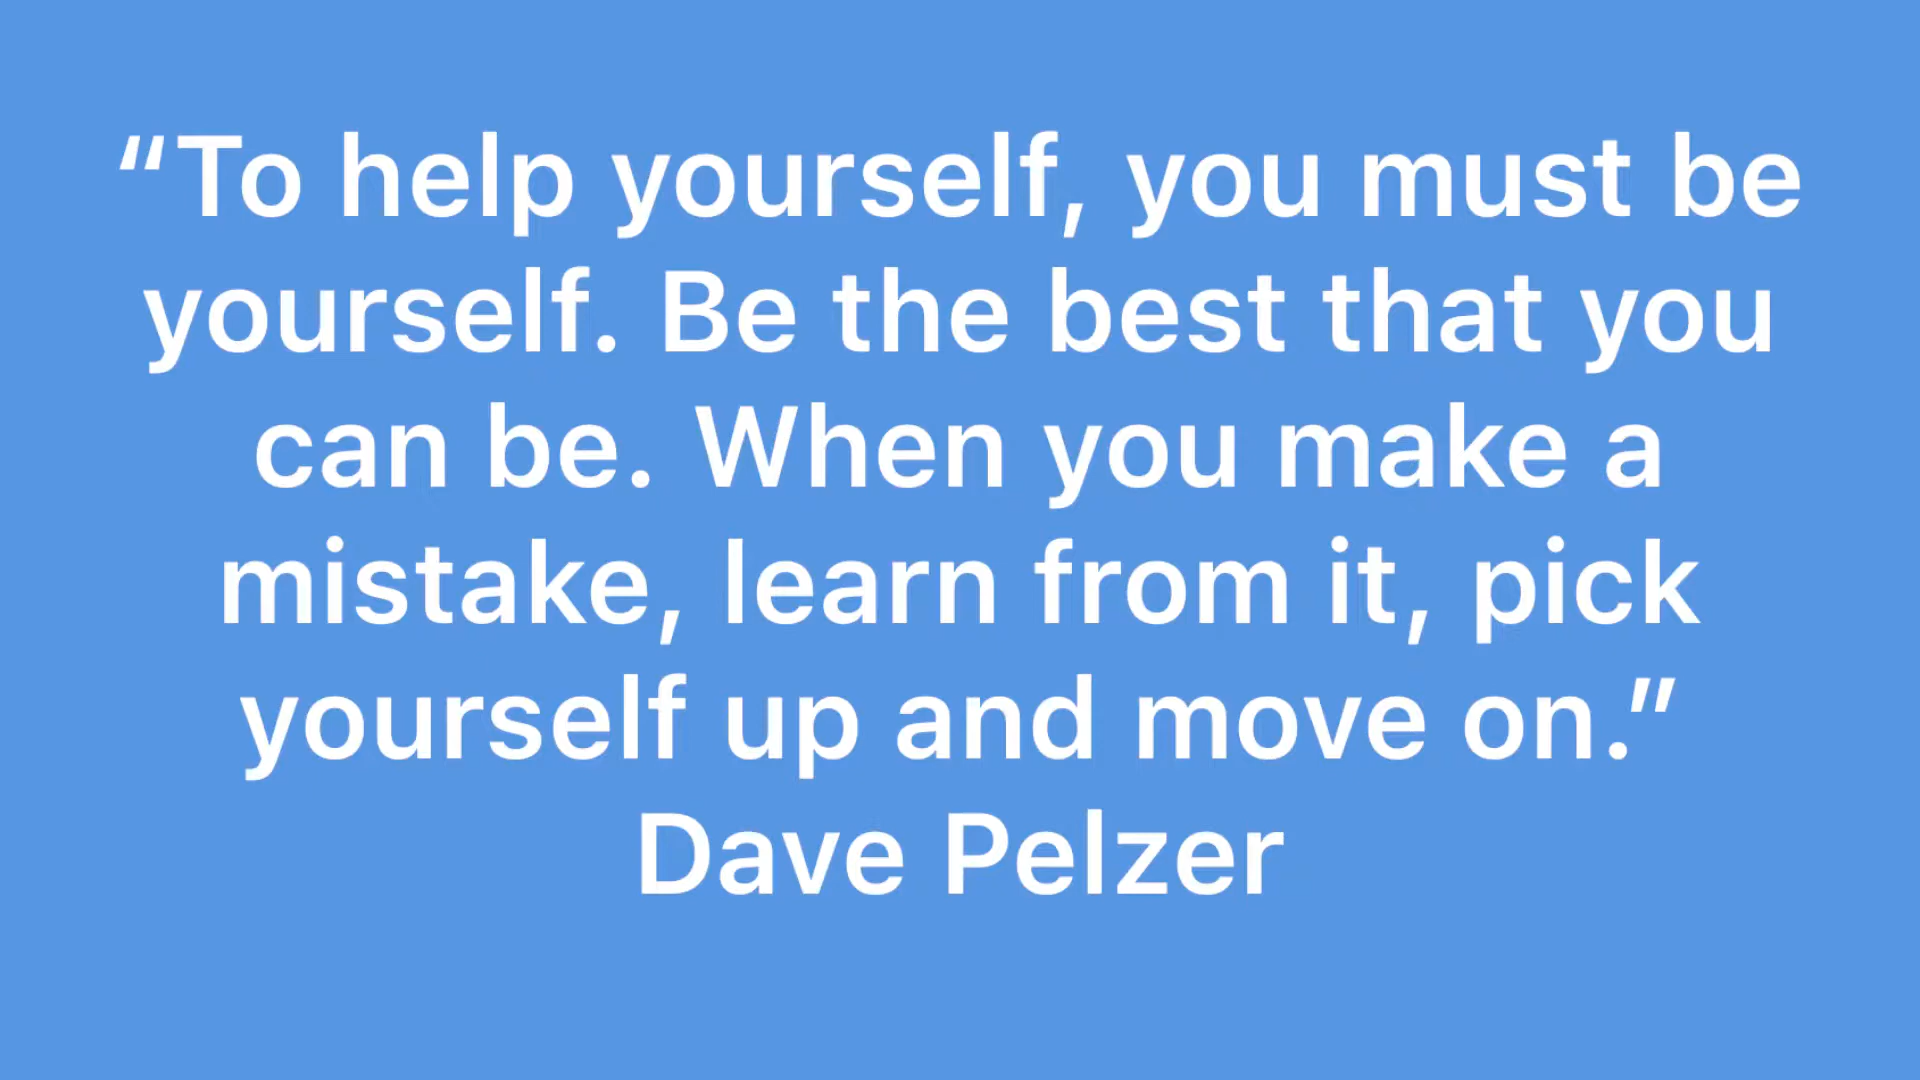 “To help yourself, you must be
yourself. Be the best that you
can be. When you make a
mistake, learn from it, pick
yourself up and move on.”
Dave Pelzer